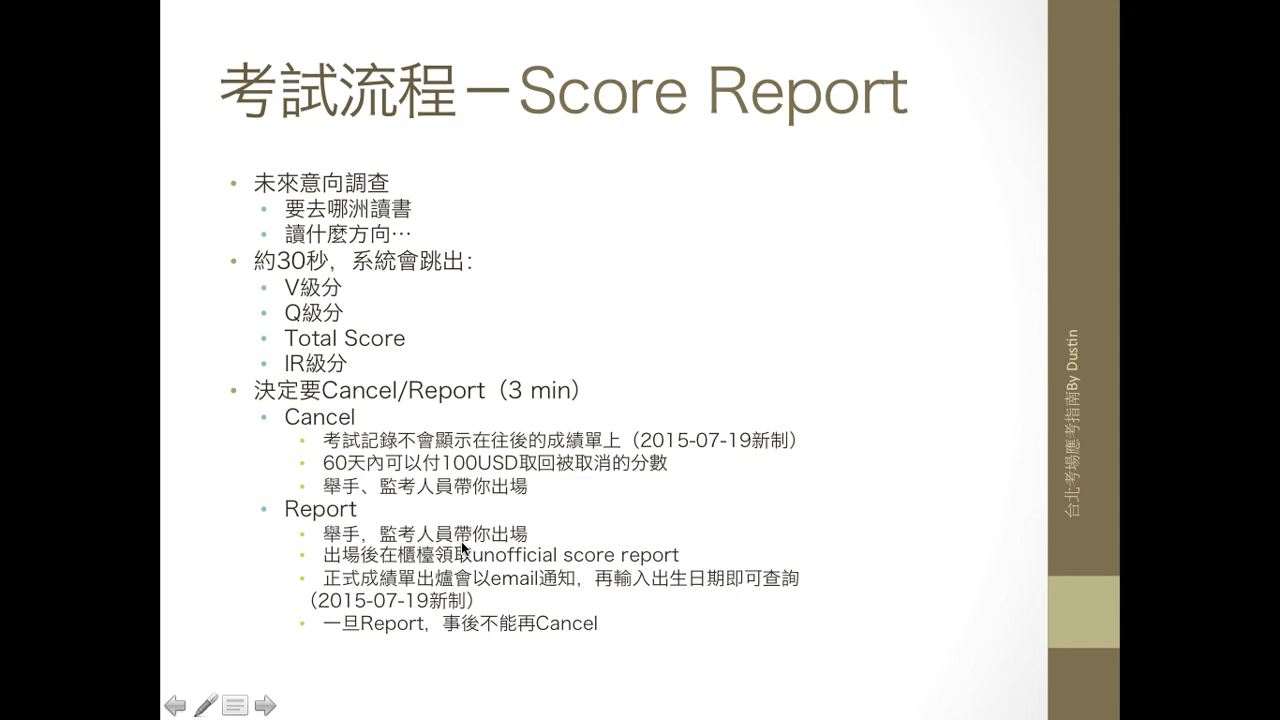 考試流程－Score Report
• 未來意向調查
• 要去哪洲讀書
• 讀什麼方向⋯
• 約30秒，系統會跳出：
• V級分
• Q級分
• Total Score
• IR級分
• 決定要Cancel/Report（3 min）
• Cancel
• 考試記錄不會顯示在往後的成績單上（2015-07-19新制）
• 60天內可以付100USD取回被取消的分數
• 舉手、監考人員帶你出場
• Report
• 舉手，監考人員帶你出場
• 出場後在櫃檯領取unofficial score report
• 正式成績單出爐會以email通知，再輸入出生日期即可查詢
（2015-07-19新制）
• 一旦Report，事後不能再Cancel
台北考場應考指南By Dustin